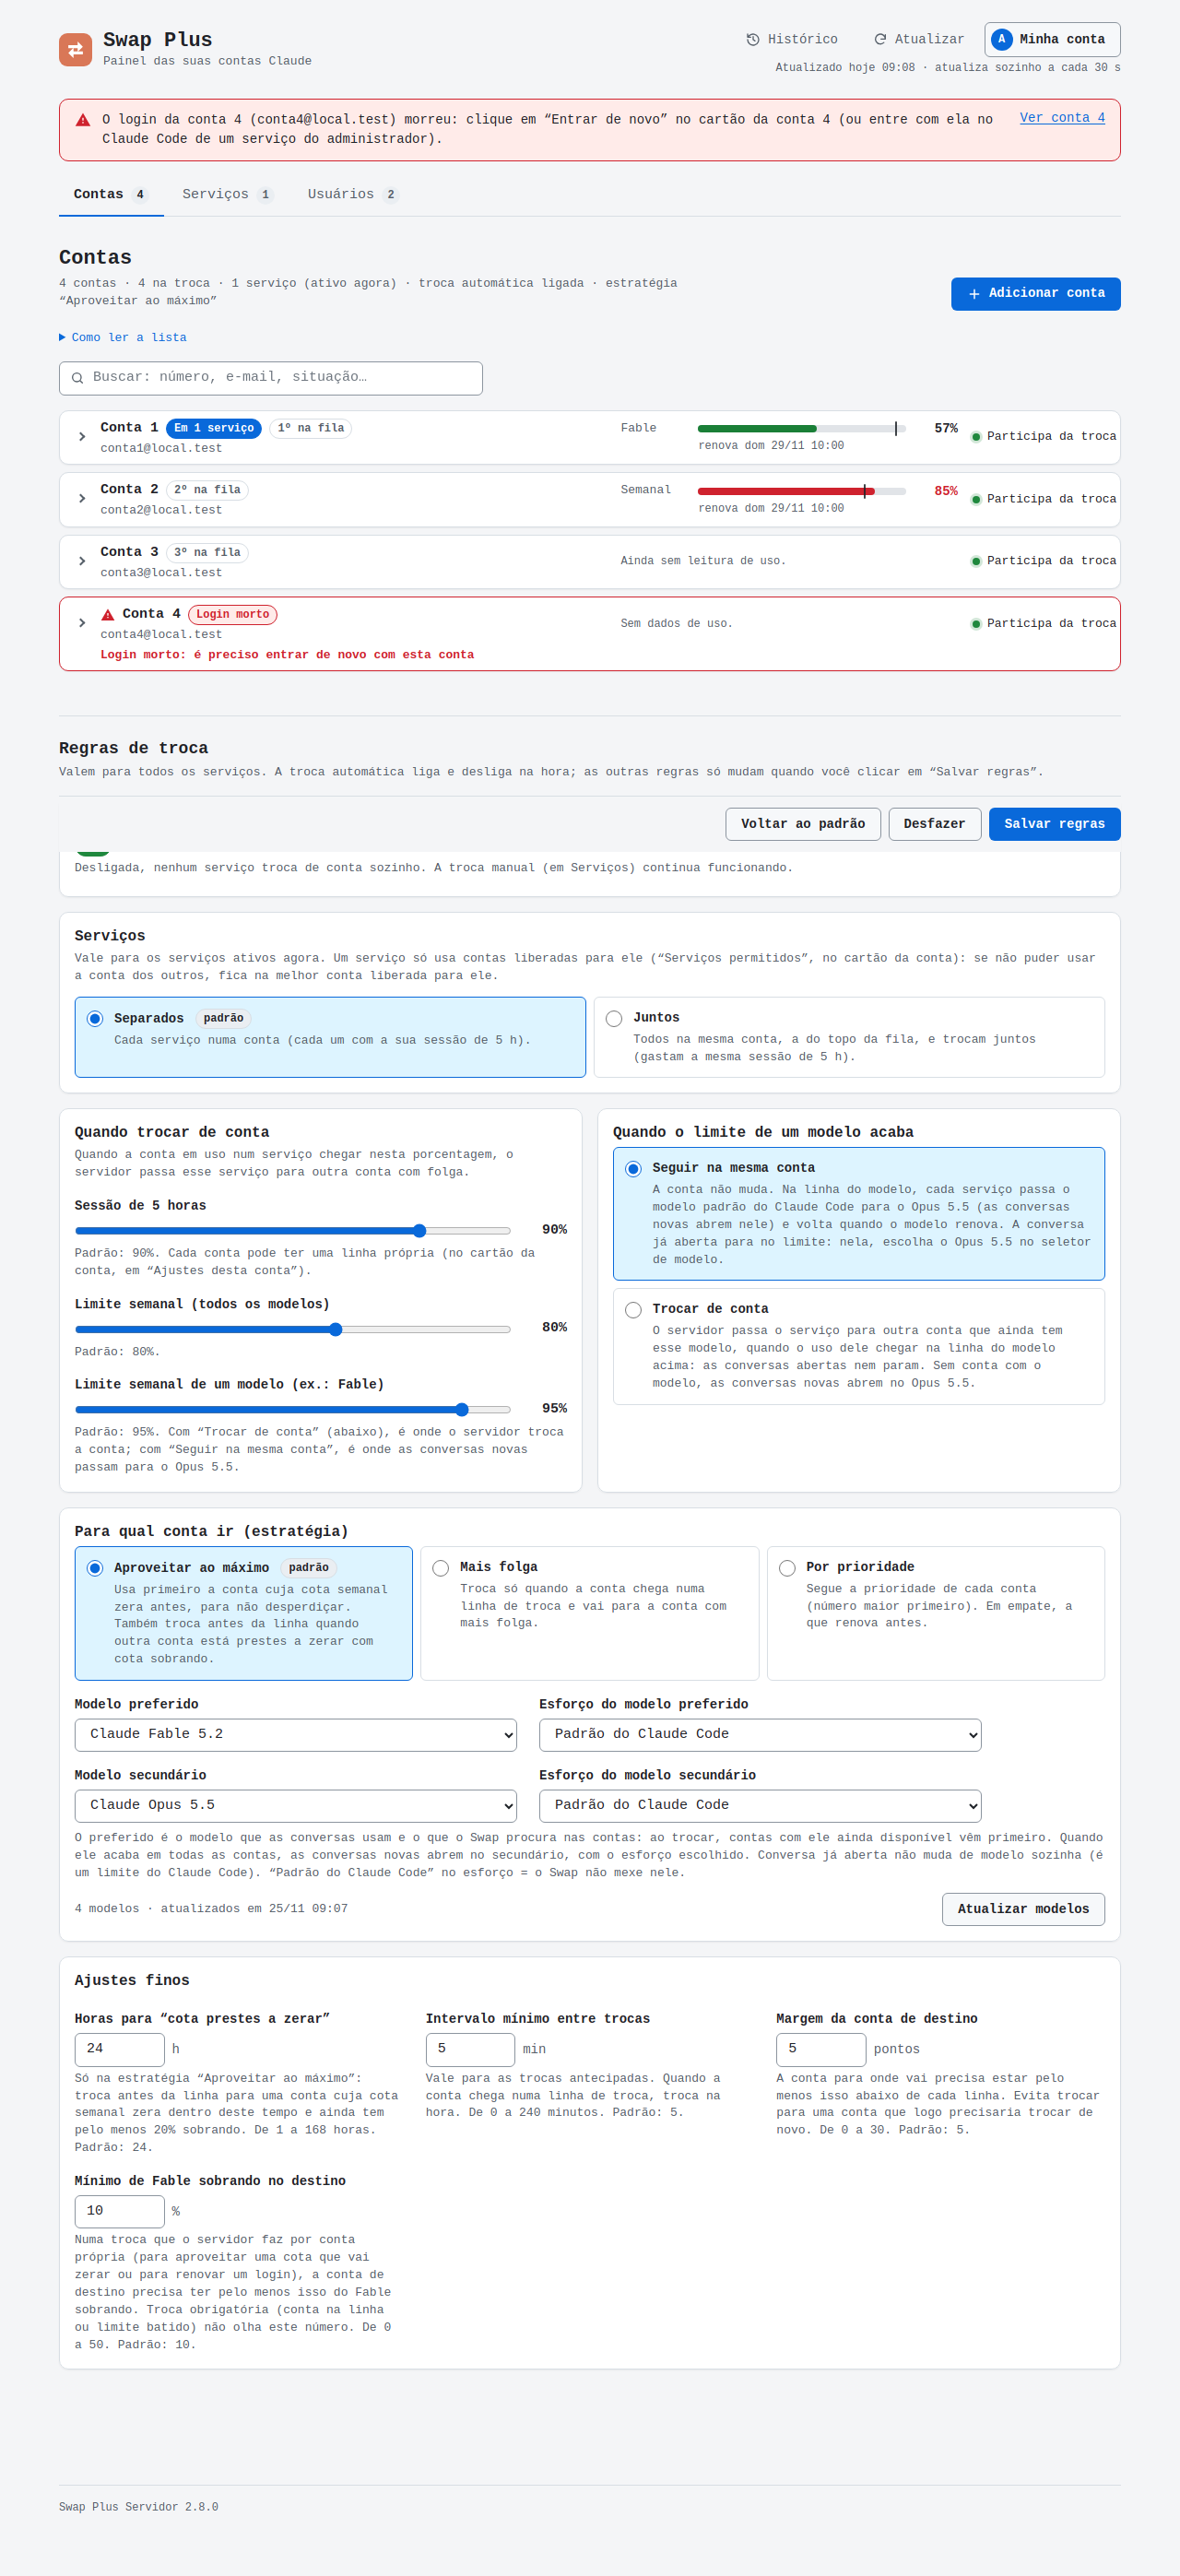 Swap Plus
Painel das suas contas Claude
Histórico
Atualizar
A
Minha conta
Atualizado hoje 09:08 · atualiza sozinho a cada 30 s
O login da conta 4 (conta4@local.test) morreu: clique em “Entrar de novo” no cartão da conta 4 (ou entre com ela no
Claude Code de um serviço do administrador).
Ver conta 4
Contas 4
Serviços 1
Usuários 2
Contas
4 contas · 4 na troca · 1 serviço (ativo agora) · troca automática ligada · estratégia
“Aproveitar ao máximo”
Adicionar conta
Como ler a lista
Buscar: número, e-mail, situação…
Conta 1 Em 1 serviço 1º na fila
conta1@local.test
Fable
57%
renova dom 29/11 10:00
Participa da troca
Conta 2 2º na fila
conta2@local.test
Semanal
85%
renova dom 29/11 10:00
Participa da troca
Conta 3 3º na fila
conta3@local.test
Ainda sem leitura de uso.
Participa da troca
Conta 4 Login morto
conta4@local.test
Login morto: é preciso entrar de novo com esta conta
Sem dados de uso.
Participa da troca
Regras de troca
Valem para todos os serviços. A troca automática liga e desliga na hora; as outras regras só mudam quando você clicar em “Salvar regras”.
Voltar ao padrão
Desfazer
Salvar regras
Desligada, nenhum serviço troca de conta sozinho. A troca manual (em Serviços) continua funcionando.
Serviços
Vale para os serviços ativos agora. Um serviço só usa contas liberadas para ele (“Serviços permitidos”, no cartão da conta): se não puder usar
a conta dos outros, fica na melhor conta liberada para ele.
Separados padrão
Cada serviço numa conta (cada um com a sua sessão de 5 h).
Juntos
Todos na mesma conta, a do topo da fila, e trocam juntos
(gastam a mesma sessão de 5 h).
Quando trocar de conta
Quando a conta em uso num serviço chegar nesta porcentagem, o
servidor passa esse serviço para outra conta com folga.
Sessão de 5 horas
90%
Padrão: 90%. Cada conta pode ter uma linha própria (no cartão da
conta, em “Ajustes desta conta”).
Limite semanal (todos os modelos)
80%
Padrão: 80%.
Limite semanal de um modelo (ex.: Fable)
95%
Padrão: 95%. Com “Trocar de conta” (abaixo), é onde o servidor troca
a conta; com “Seguir na mesma conta”, é onde as conversas novas
passam para o Opus 5.5.
Quando o limite de um modelo acaba
Seguir na mesma conta
A conta não muda. Na linha do modelo, cada serviço passa o
modelo padrão do Claude Code para o Opus 5.5 (as conversas
novas abrem nele) e volta quando o modelo renova. A conversa
já aberta para no limite: nela, escolha o Opus 5.5 no seletor
de modelo.
Trocar de conta
O servidor passa o serviço para outra conta que ainda tem
esse modelo, quando o uso dele chegar na linha do modelo
acima: as conversas abertas nem param. Sem conta com o
modelo, as conversas novas abrem no Opus 5.5.
Para qual conta ir (estratégia)
Aproveitar ao máximo padrão
Usa primeiro a conta cuja cota semanal
zera antes, para não desperdiçar.
Também troca antes da linha quando
outra conta está prestes a zerar com
cota sobrando.
Mais folga
Troca só quando a conta chega numa
linha de troca e vai para a conta com
mais folga.
Por prioridade
Segue a prioridade de cada conta
(número maior primeiro). Em empate, a
que renova antes.
Modelo preferido
Claude Fable 5.2
Esforço do modelo preferido
Padrão do Claude Code
Modelo secundário
Claude Opus 5.5
Esforço do modelo secundário
Padrão do Claude Code
O preferido é o modelo que as conversas usam e o que o Swap procura nas contas: ao trocar, contas com ele ainda disponível vêm primeiro. Quando
ele acaba em todas as contas, as conversas novas abrem no secundário, com o esforço escolhido. Conversa já aberta não muda de modelo sozinha (é
um limite do Claude Code). “Padrão do Claude Code” no esforço = o Swap não mexe nele.
4 modelos · atualizados em 25/11 09:07
Atualizar modelos
Ajustes finos
Horas para “cota prestes a zerar”
24 h
Só na estratégia “Aproveitar ao máximo”:
troca antes da linha para uma conta cuja cota
semanal zera dentro deste tempo e ainda tem
pelo menos 20% sobrando. De 1 a 168 horas.
Padrão: 24.
Intervalo mínimo entre trocas
5 min
Vale para as trocas antecipadas. Quando a
conta chega numa linha de troca, troca na
hora. De 0 a 240 minutos. Padrão: 5.
Margem da conta de destino
5 pontos
A conta para onde vai precisa estar pelo
menos isso abaixo de cada linha. Evita trocar
para uma conta que logo precisaria trocar de
novo. De 0 a 30. Padrão: 5.
Mínimo de Fable sobrando no destino
10 %
Numa troca que o servidor faz por conta
própria (para aproveitar uma cota que vai
zerar ou para renovar um login), a conta de
destino precisa ter pelo menos isso do Fable
sobrando. Troca obrigatória (conta na linha
ou limite batido) não olha este número. De 0
a 50. Padrão: 10.
Swap Plus Servidor 2.8.0